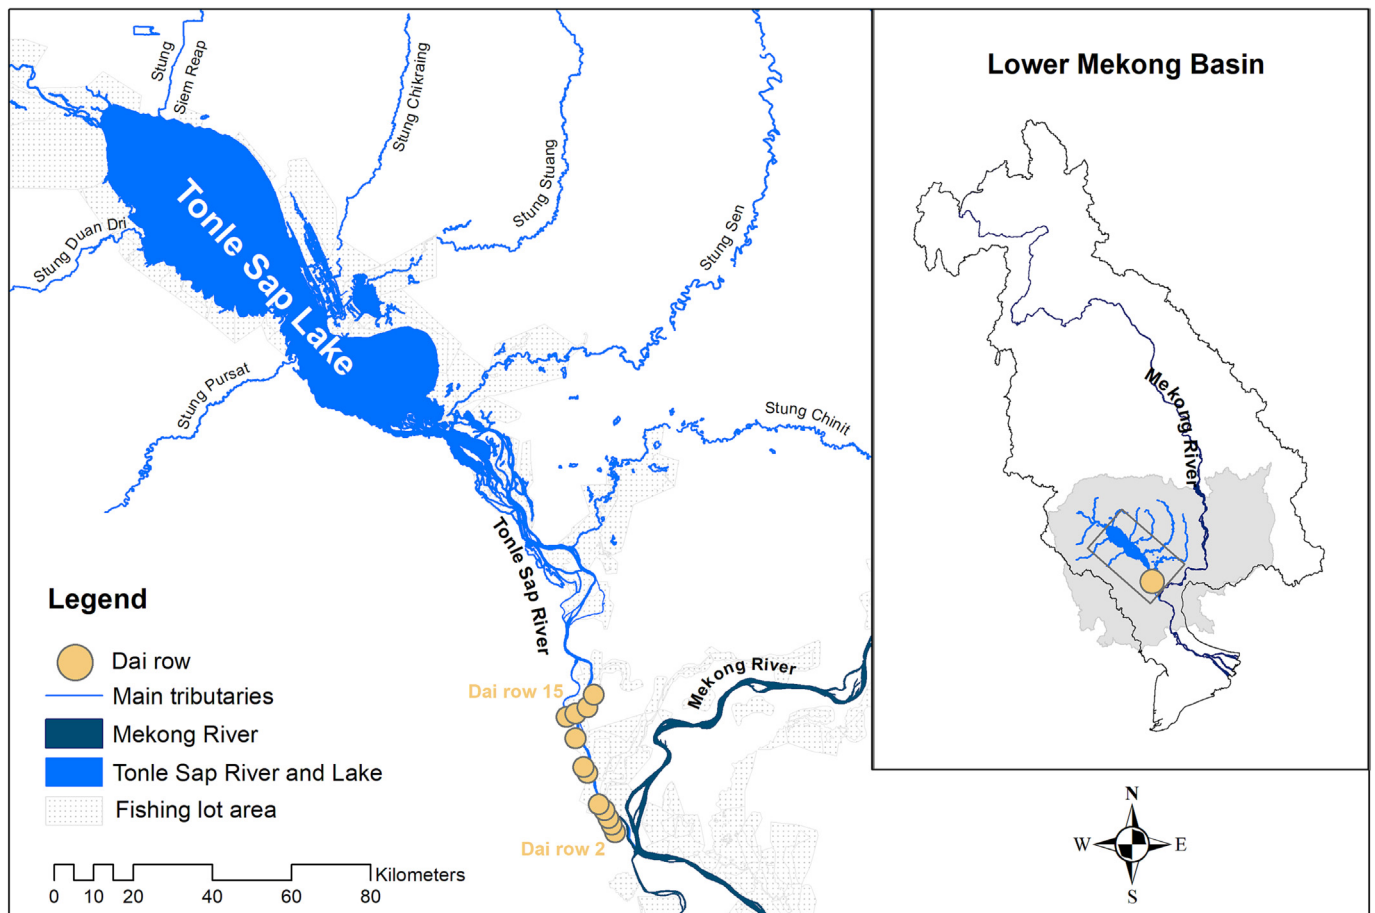 Stung
Siem Reap
Stung Chikraing
Stung Stuang
Stung Sen
Stung Duan Dri
Tonle Sap Lake
Stung Pursat
Stung Chinit
Tonle Sap River
Mekong River
Dai row 15
Dai row 2
Legend
Dai row
Main tributaries
Mekong River
Tonle Sap River and Lake
Fishing lot area
0 5 10 20 40 60 80 Kilometers
Lower Mekong Basin
Mekong River
N
W E
S